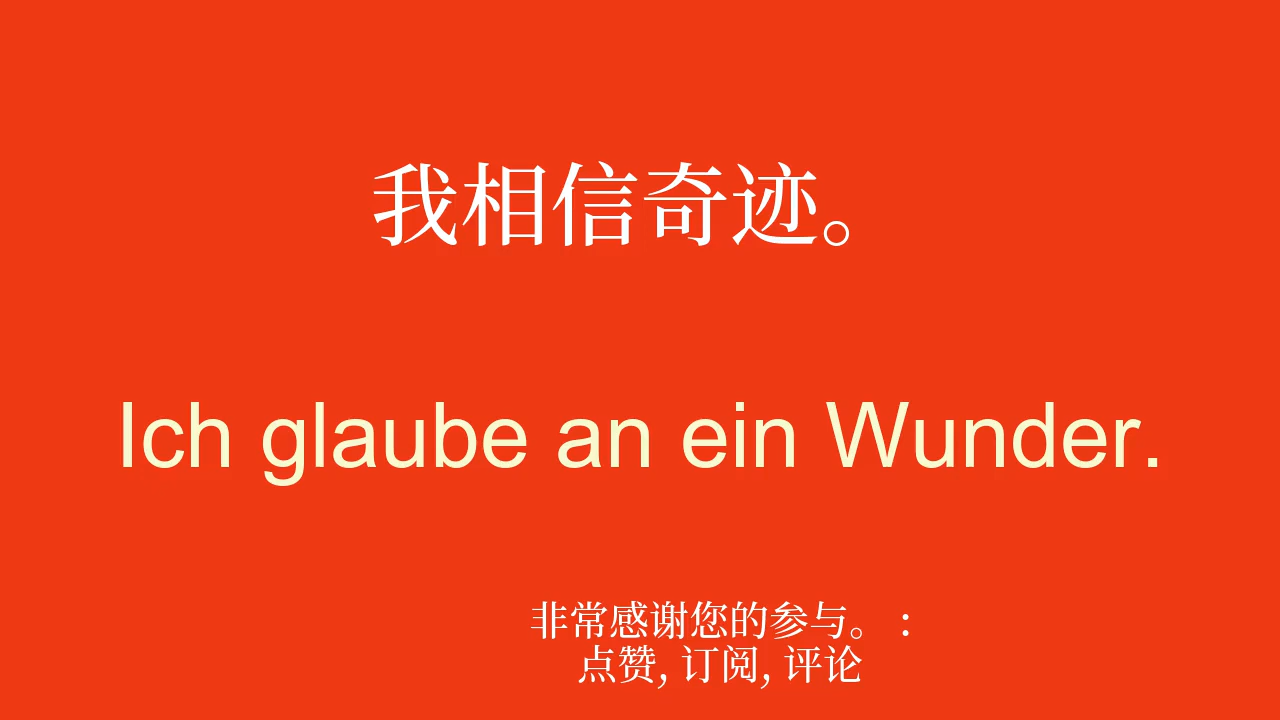 我相信奇迹。
Ich glaube an ein Wunder.
非常感谢您的参与。 :
点赞, 订阅, 评论